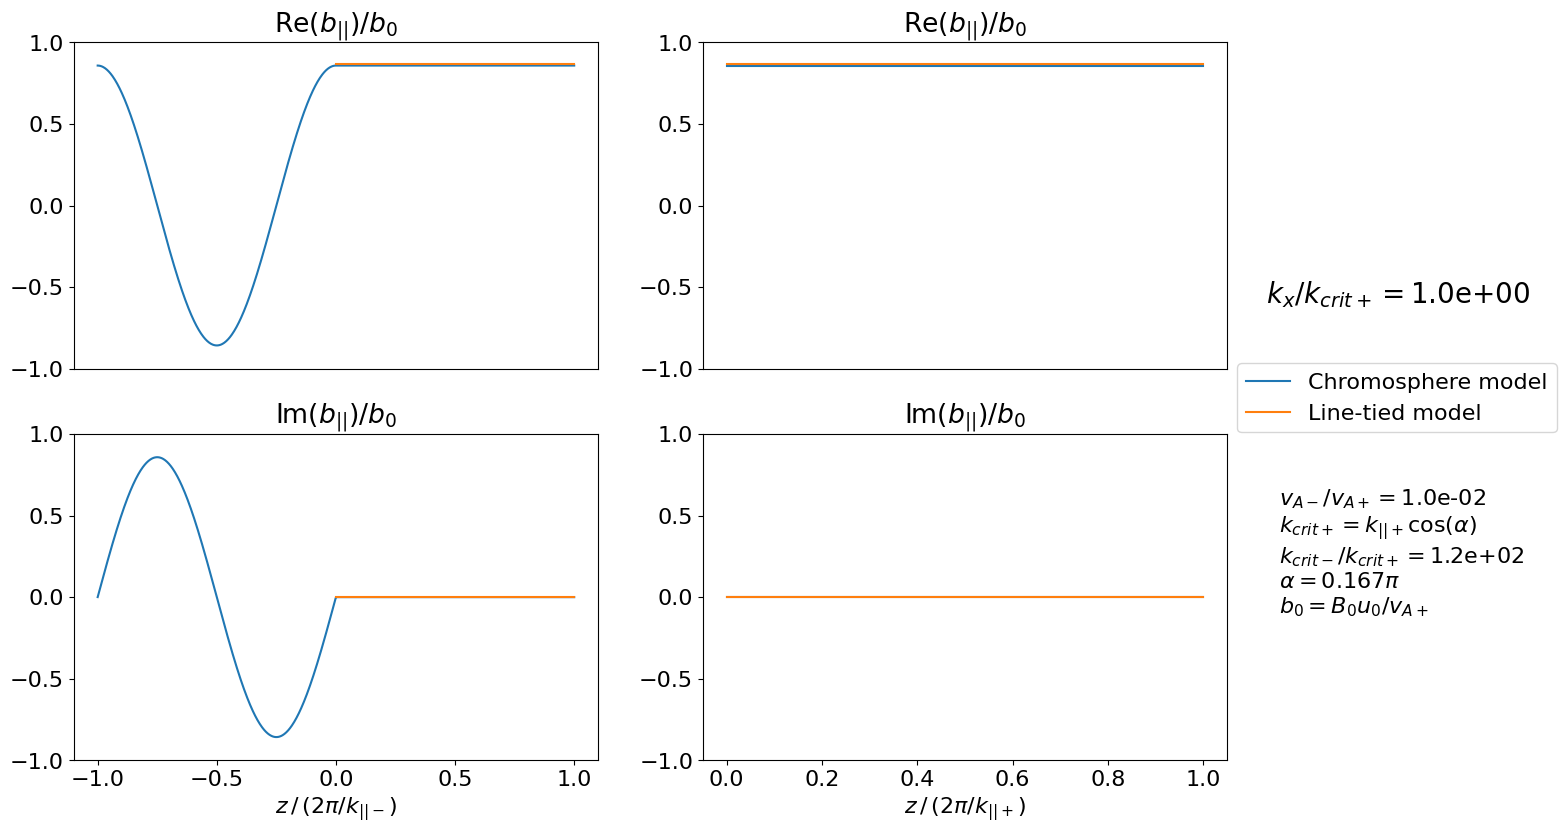 Re(b_{||})/b_0
1.0
0.5
0.0
−0.5
−1.0
Re(b_{||})/b_0
1.0
0.5
0.0
−0.5
−1.0
k_x/k_{crit+} = 1.0e+00
Chromosphere model
Line-tied model
Im(b_{||})/b_0
1.0
0.5
0.0
−0.5
−1.0
−1.0 −0.5 0.0 0.5 1.0
z / (2π/k_{||−})
Im(b_{||})/b_0
1.0
0.5
0.0
−0.5
−1.0
0.0 0.2 0.4 0.6 0.8 1.0
z / (2π/k_{||+})
v_{A−}/v_{A+} = 1.0e-02
k_{crit+} = k_{||+} cos(α)
k_{crit−}/k_{crit+} = 1.2e+02
α = 0.167π
b_0 = B_0u_0/v_{A+}